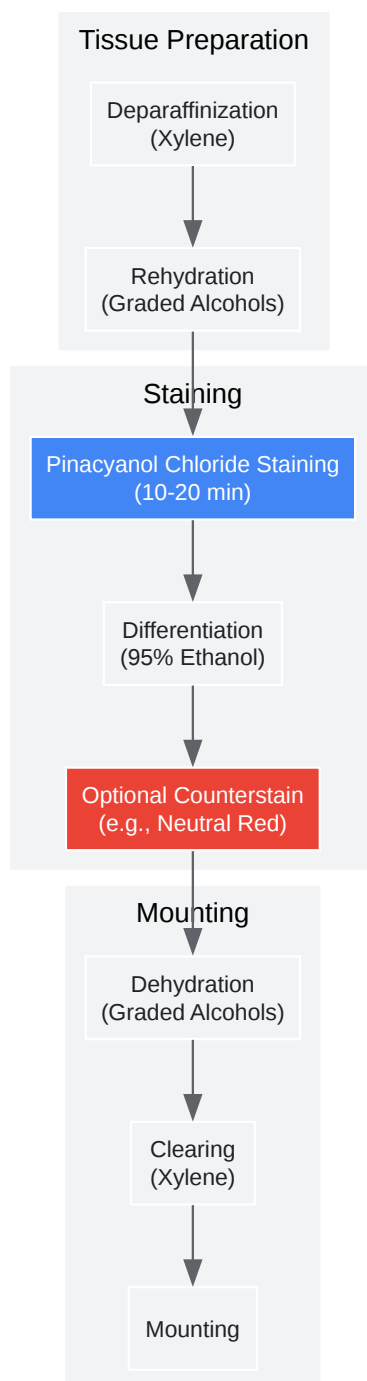 Tissue Preparation
Deparaffinization
(Xylene)
Rehydration
(Graded Alcohols)
Staining
Pinacyanol Chloride Staining
(10-20 min)
Differentiation
(95% Ethanol)
Optional Counterstain
(e.g., Neutral Red)
Mounting
Dehydration
(Graded Alcohols)
Clearing
(Xylene)
Mounting